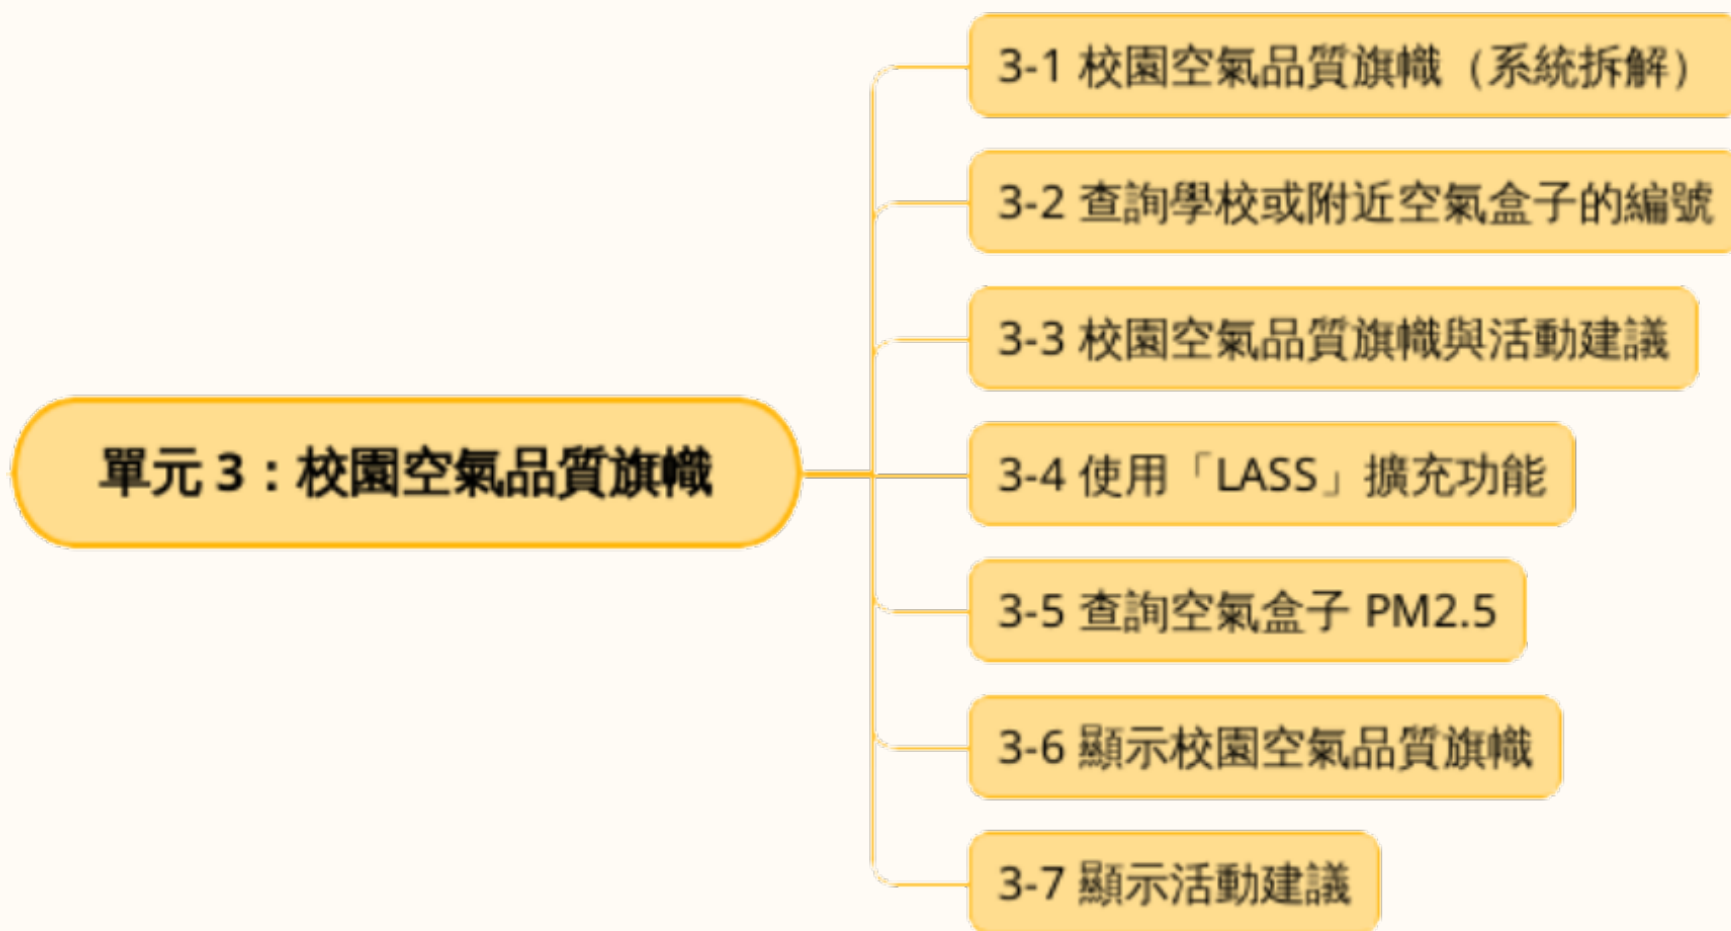 3-1 校園空氣品質旗幟（系統拆解）
3-2 查詢學校或附近空氣盒子的編號
3-3 校園空氣品質旗幟與活動建議
單元 3：校園空氣品質旗幟
3-4 使用「LASS」擴充功能
3-5 查詢空氣盒子 PM2.5
3-6 顯示校園空氣品質旗幟
3-7 顯示活動建議